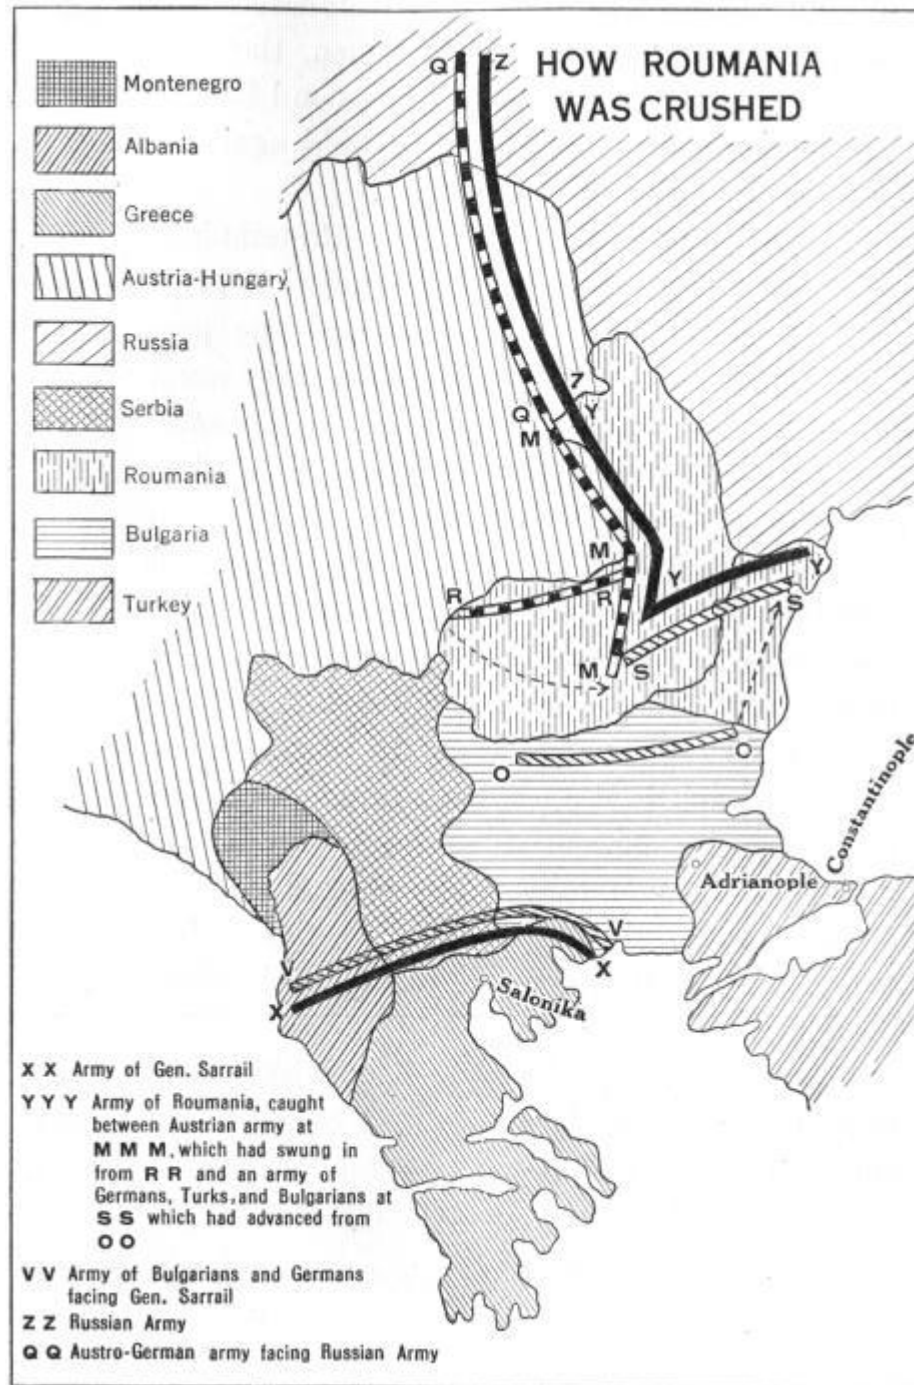 HOW ROUMANIA
WAS CRUSHED
Montenegro
Albania
Greece
Austria-Hungary
Russia
Serbia
Roumania
Bulgaria
Turkey
Q Z
7
Q Y
M
M
Y Y
R R
S
M S
O O
Constantinople
Adrianople
V V
X X
Salonika
X X Army of Gen. Sarrail
Y Y Y Army of Roumania, caught
between Austrian army at
M M M, which had swung in
from R R and an army of
Germans, Turks, and Bulgarians at
S S which had advanced from
O O
V V Army of Bulgarians and Germans
facing Gen. Sarrail
Z Z Russian Army
Q Q Austro-German army facing Russian Army